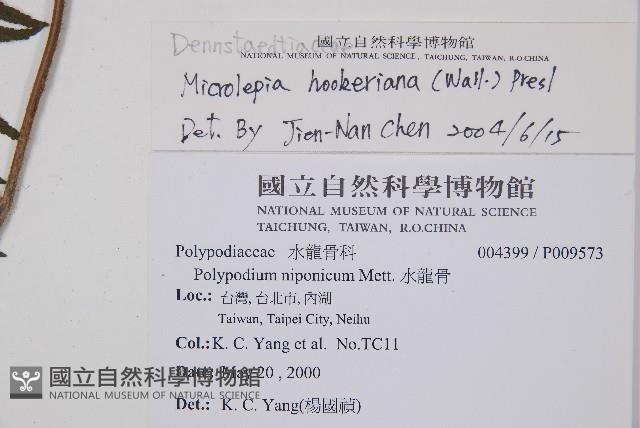 Dennstaedtiaceae
國立自然科學博物館
NATIONAL MUSEUM OF NATURAL SCIENCE, TAICHUNG, TAIWAN, R.O.CHINA
Microlepia hookeriana (Wall.) Presl
Det. By Jion-Nan Chen 2004/6/15
國立自然科學博物館
NATIONAL MUSEUM OF NATURAL SCIENCE
TAICHUNG, TAIWAN, R.O.CHINA
Polypodiaceae 水龍骨科 004399 / P009573
Polypodium niponicum Mett. 水龍骨
Loc.: 台灣, 台北市, 內湖
Taiwan, Taipei City, Neihu
Col.: K. C. Yang et al. No.TC11
Date: May 20 , 2000
國立自然科學博物館
NATIONAL MUSEUM OF NATURAL SCIENCE
Det.: K. C. Yang(楊國禎)